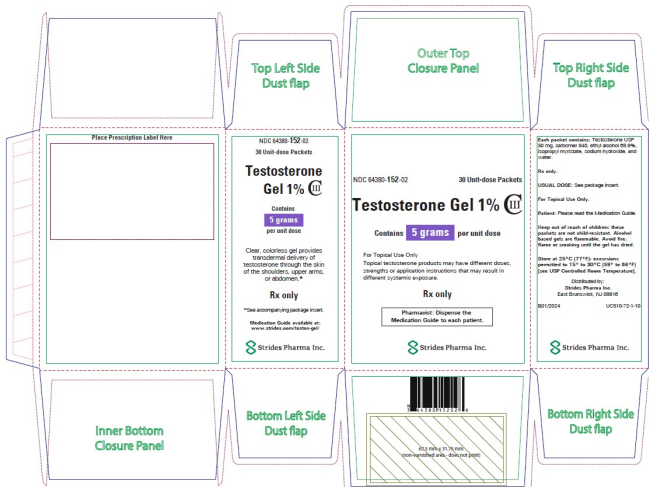 Top Left Side
Dust flap
Outer Top
Closure Panel
Top Right Side
Dust flap
Place Prescription Label Here
NDC 64380-152-02
30 Unit-dose Packets
Testosterone
Gel 1% CIII
Contains
5 grams
per unit dose
Clear, colorless gel provides
transdermal delivery of
testosterone through the skin
of the shoulders, upper arms,
or abdomen.*
Rx only
*See accompanying package insert.
Medication Guide available at:
www.strides.com/testos-gel/
Strides Pharma Inc.
NDC 64380-152-02 30 Unit-dose Packets
Testosterone Gel 1% CIII
Contains 5 grams per unit dose
For Topical Use Only
Topical testosterone products may have different doses,
strengths or application instructions that may result in
different systemic exposure.
Rx only
Pharmacist: Dispense the
Medication Guide to each patient.
Strides Pharma Inc.
Each packet contains: Testosterone USP
50 mg, carbomer 940, ethyl alcohol
isopropyl myristate, sodium hydroxide, and
water.
Rx only.
USUAL DOSE: See package insert.
For Topical Use Only.
Patient: Please read the Medication Guide.
Keep out of reach of children: these
packets are not child-resistant. Alcohol
based gels are flammable. Avoid fire,
flame or smoking until the gel has dried.
Store at 25°C (77°F); excursions
permitted to 15° to 30°C (59° to 86°F)
[see USP Controlled Room Temperature].
Distributed by:
Strides Pharma Inc.
East Brunswick, NJ 08816
R01/2024
Inner Bottom
Closure Panel
Bottom Left Side
Dust flap
(non-varnished area - does not print)
Bottom Right Side
Dust flap